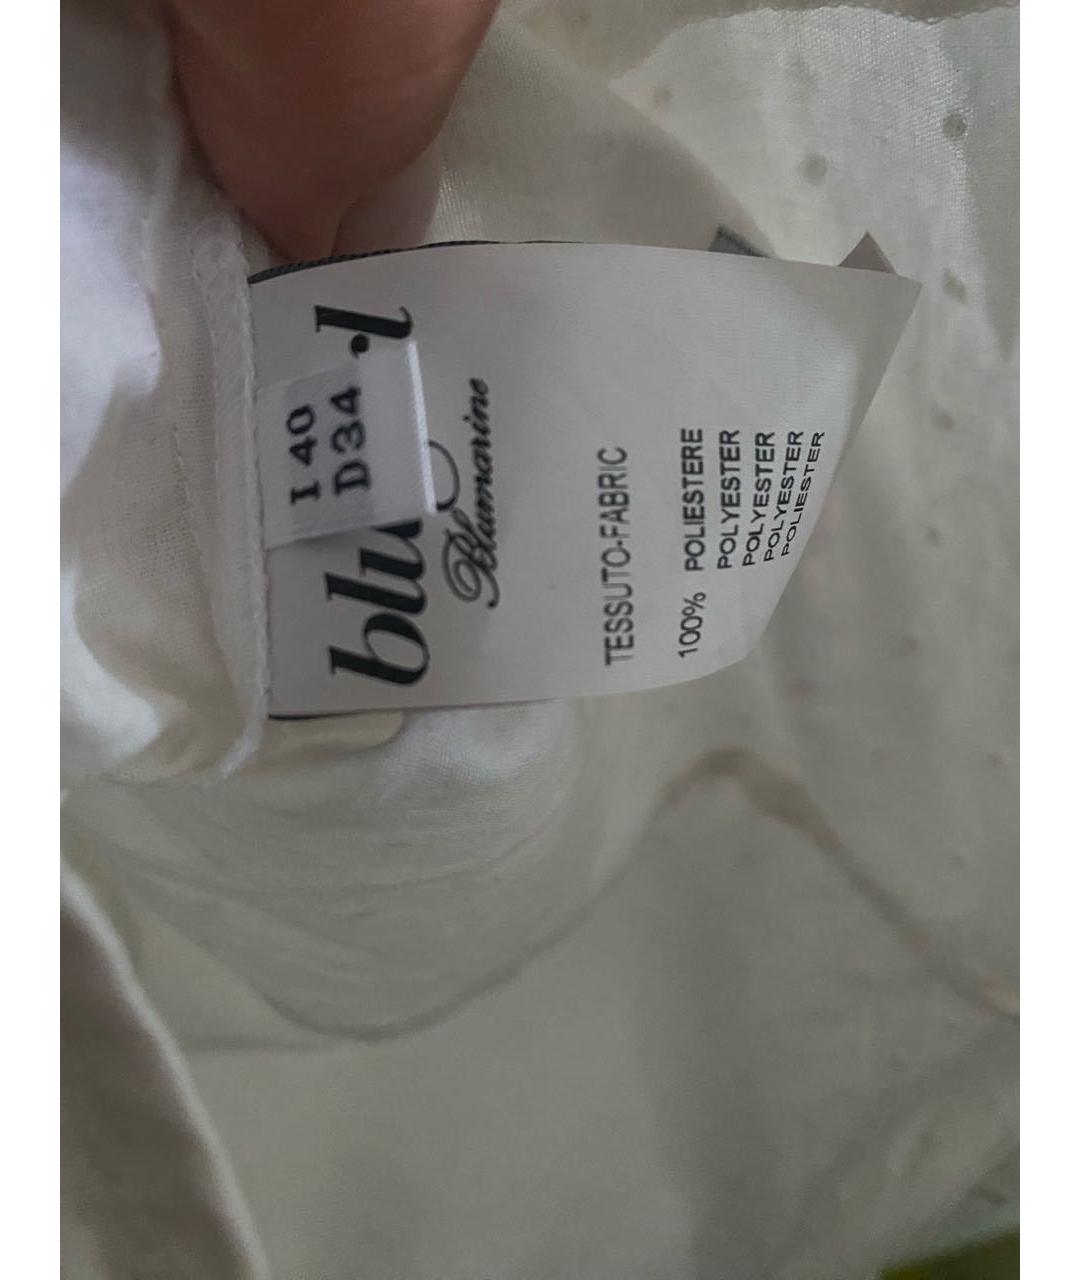 I 40
D34
blu
Blumarine
TESSUTO-FABRIC
100% POLIESTERE
POLYESTER
POLYESTER
POLYESTER
POLIESTER